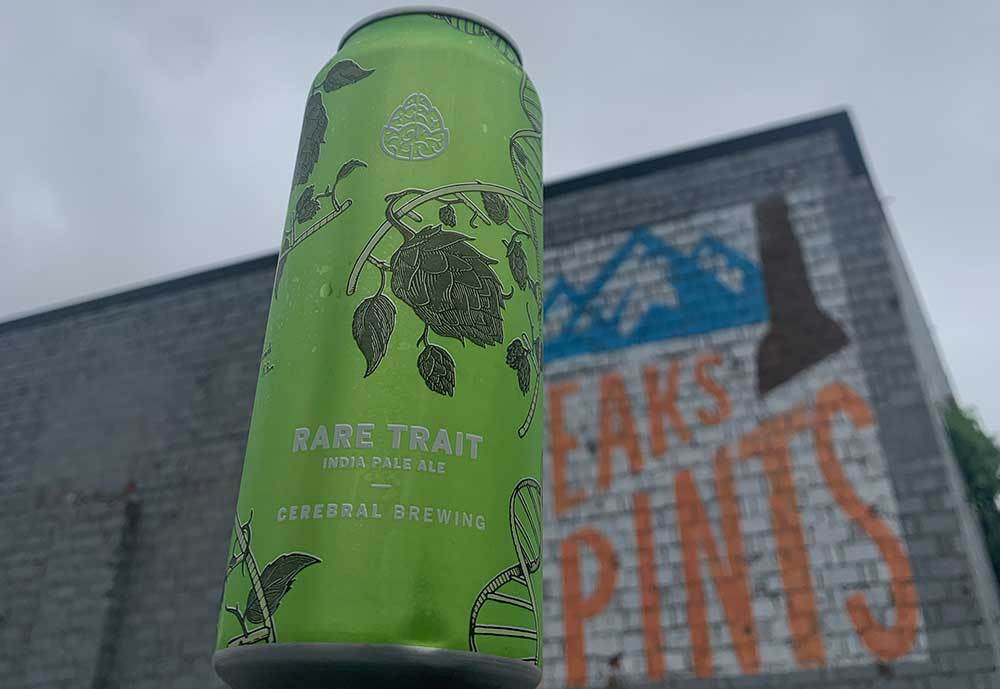 RARE TRAIT
INDIA PALE ALE
CEREBRAL BREWING
EAKS
PINTS